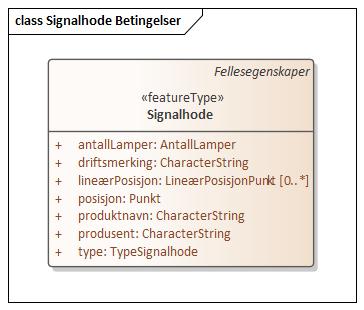 class Signalhode Betingelser
Fellesegenskaper
«featureType»
Signalhode
+ antallLamper: AntallLamper
+ driftsmerking: CharacterString
+ lineærPosisjon: LineærPosisjonPunkt [0..*]
+ posisjon: Punkt
+ produktnavn: CharacterString
+ produsent: CharacterString
+ type: TypeSignalhode